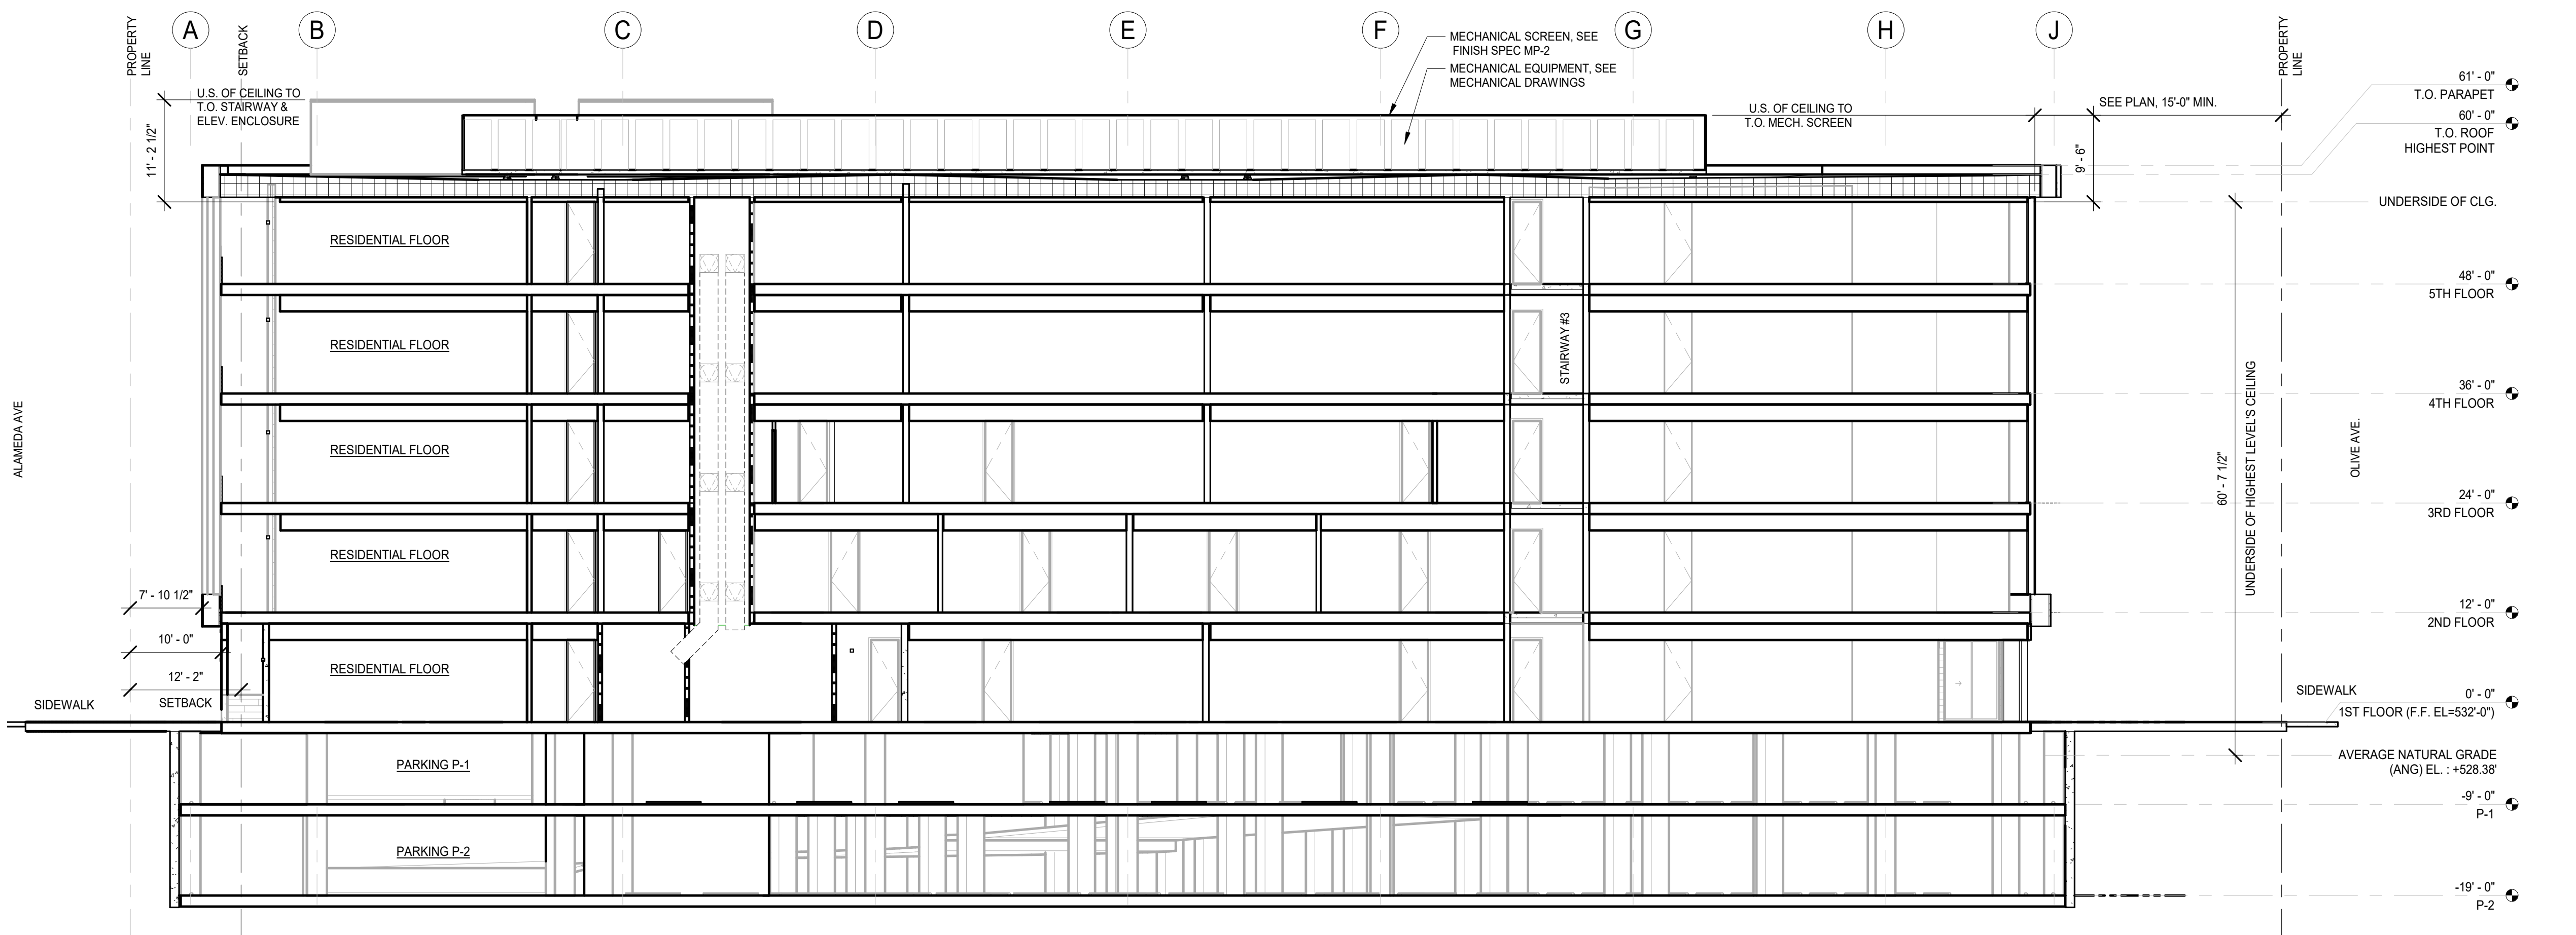 A
B
C
D
E
F
G
H
J
PROPERTY
LINE
SETBACK
PROPERTY
LINE
MECHANICAL SCREEN, SEE
FINISH SPEC MP-2
MECHANICAL EQUIPMENT, SEE
MECHANICAL DRAWINGS
U.S. OF CEILING TO
T.O. STAIRWAY &
ELEV. ENCLOSURE
11' - 2 1/2"
U.S. OF CEILING TO
T.O. MECH. SCREEN
SEE PLAN, 15'-0" MIN.
9' - 6"
61' - 0"
T.O. PARAPET
60' - 0"
T.O. ROOF
HIGHEST POINT
UNDERSIDE OF CLG.
48' - 0"
5TH FLOOR
36' - 0"
4TH FLOOR
24' - 0"
3RD FLOOR
12' - 0"
2ND FLOOR
SIDEWALK
0' - 0"
1ST FLOOR (F.F. EL=532'-0")
AVERAGE NATURAL GRADE
(ANG) EL. : +528.38'
-9' - 0"
P-1
-19' - 0"
P-2
60' - 7 1/2"
UNDERSIDE OF HIGHEST LEVEL'S CEILING
OLIVE AVE.
ALAMEDA AVE
RESIDENTIAL FLOOR
RESIDENTIAL FLOOR
RESIDENTIAL FLOOR
RESIDENTIAL FLOOR
RESIDENTIAL FLOOR
STAIRWAY #3
7' - 10 1/2"
10' - 0"
12' - 2"
SETBACK
SIDEWALK
PARKING P-1
PARKING P-2